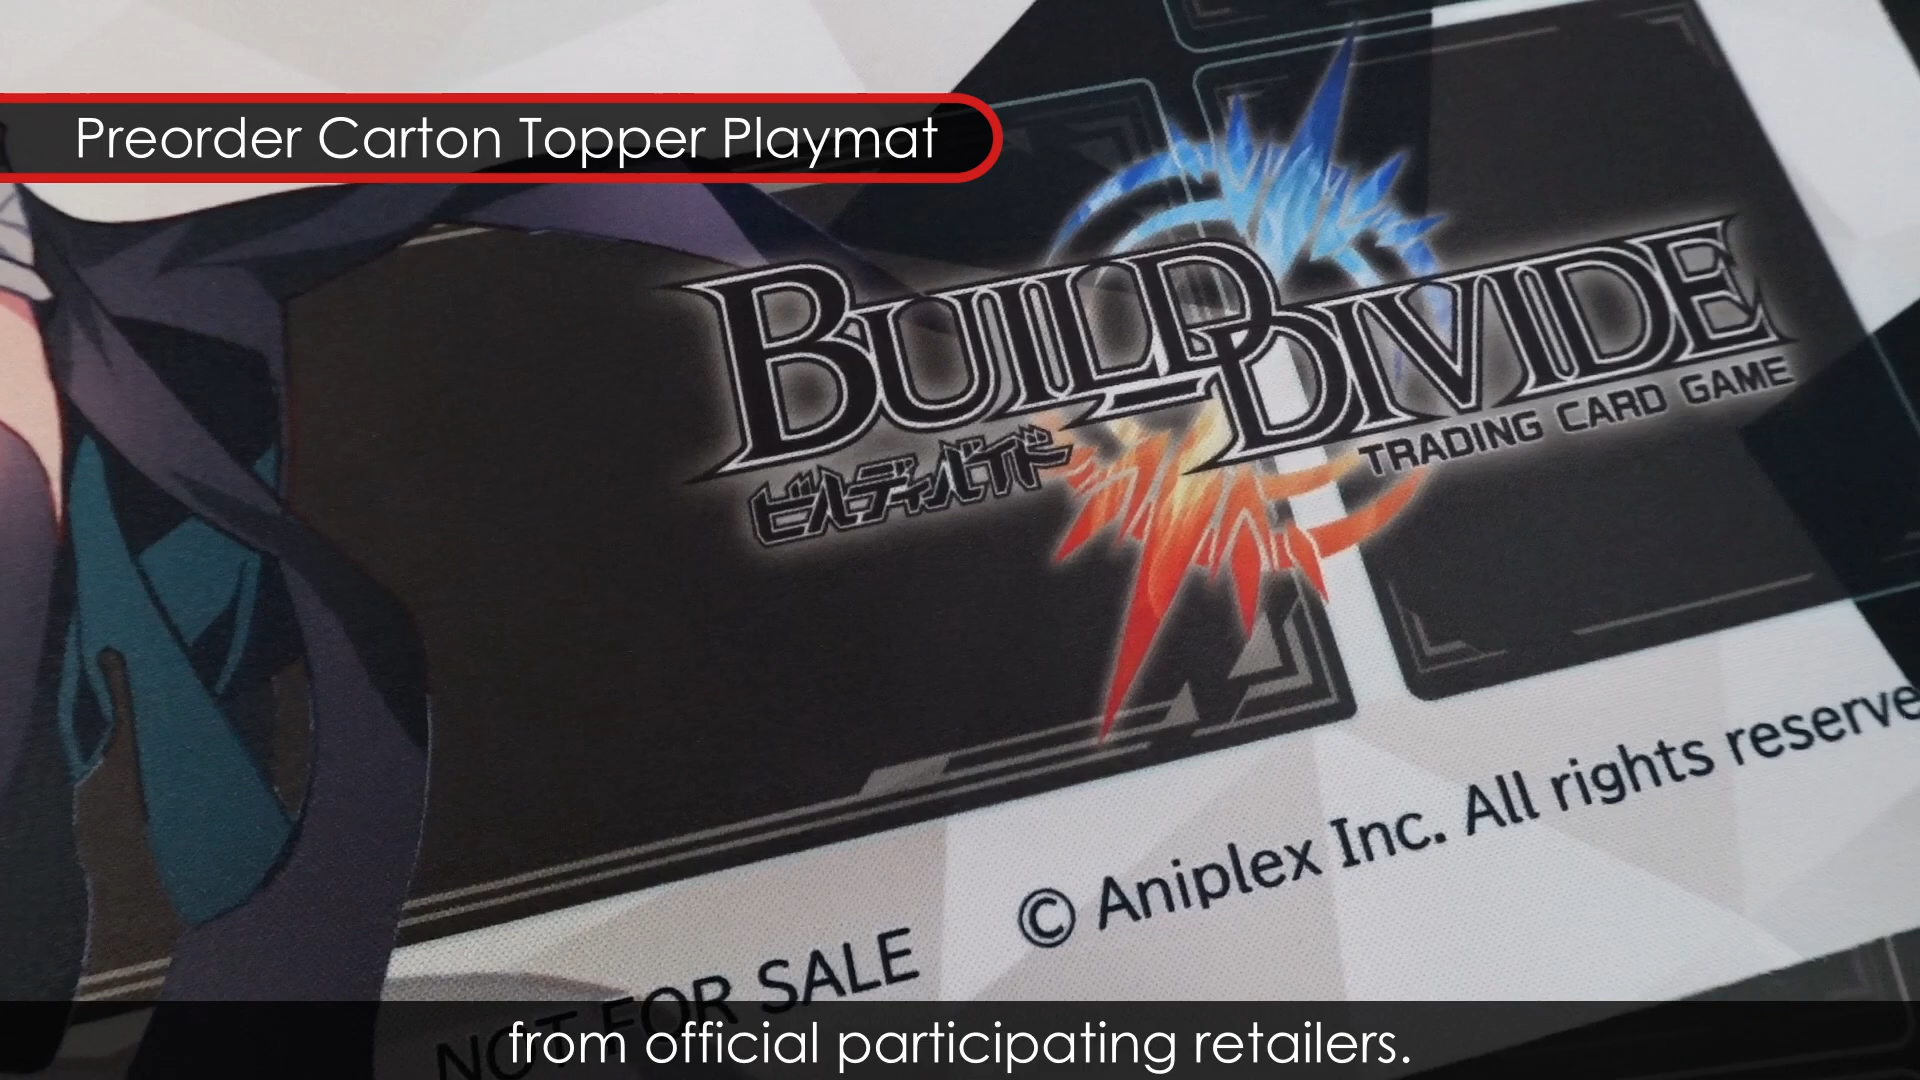 Preorder Carton Topper Playmat
BUILD DIVIDE
TRADING CARD GAME
ビルディバイド
© Aniplex Inc. All rights reserve
NOT FOR SALE
from official participating retailers.